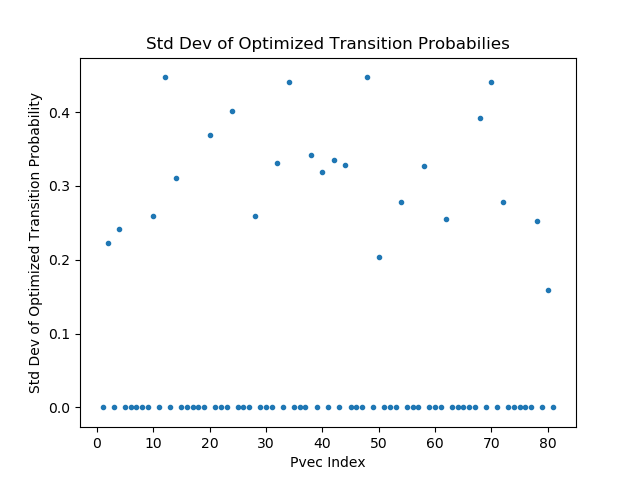 Std Dev of Optimized Transition Probabilies
Std Dev of Optimized Transition Probability
0.4
0.3
0.2
0.1
0.0
0 10 20 30 40 50 60 70 80
Pvec Index